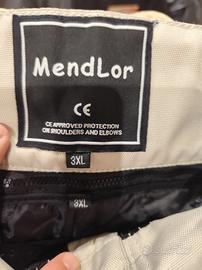 MendLor
CE
CE APPROVED PROTECTION
ON SHOULDERS AND ELBOWS
3XL
3XL